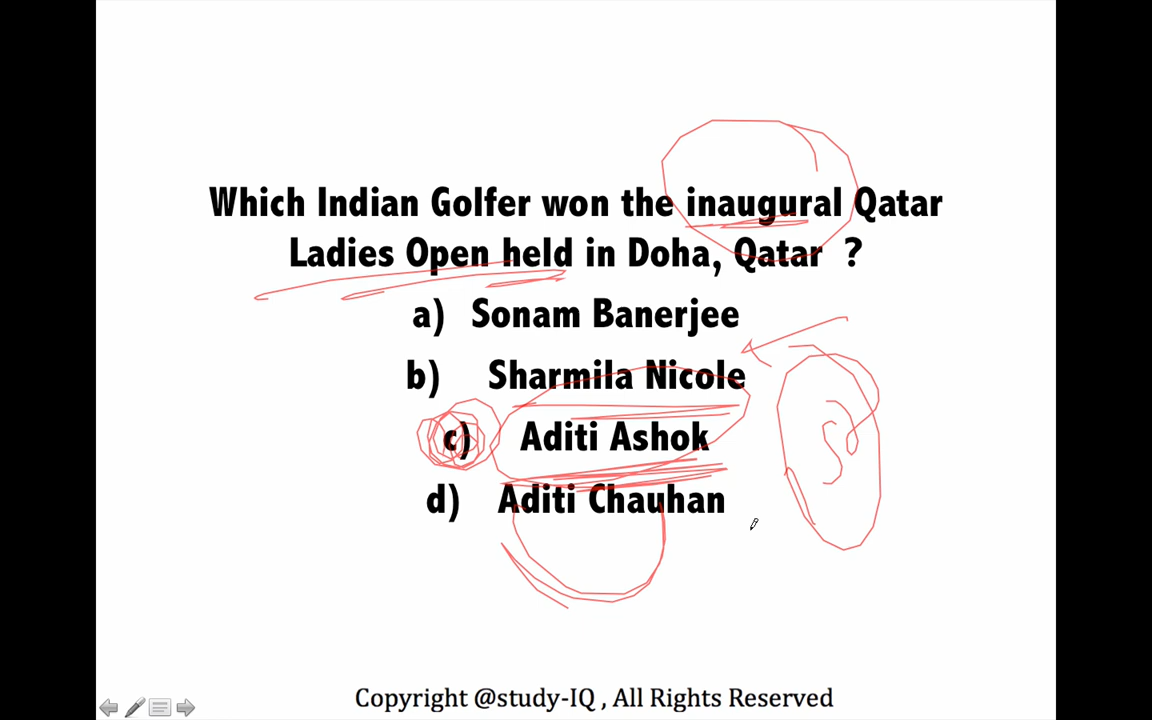 Which Indian Golfer won the inaugural Qatar
Ladies Open held in Doha, Qatar ?
a) Sonam Banerjee
b) Sharmila Nicole
c) Aditi Ashok
d) Aditi Chauhan
Copyright @study-IQ , All Rights Reserved